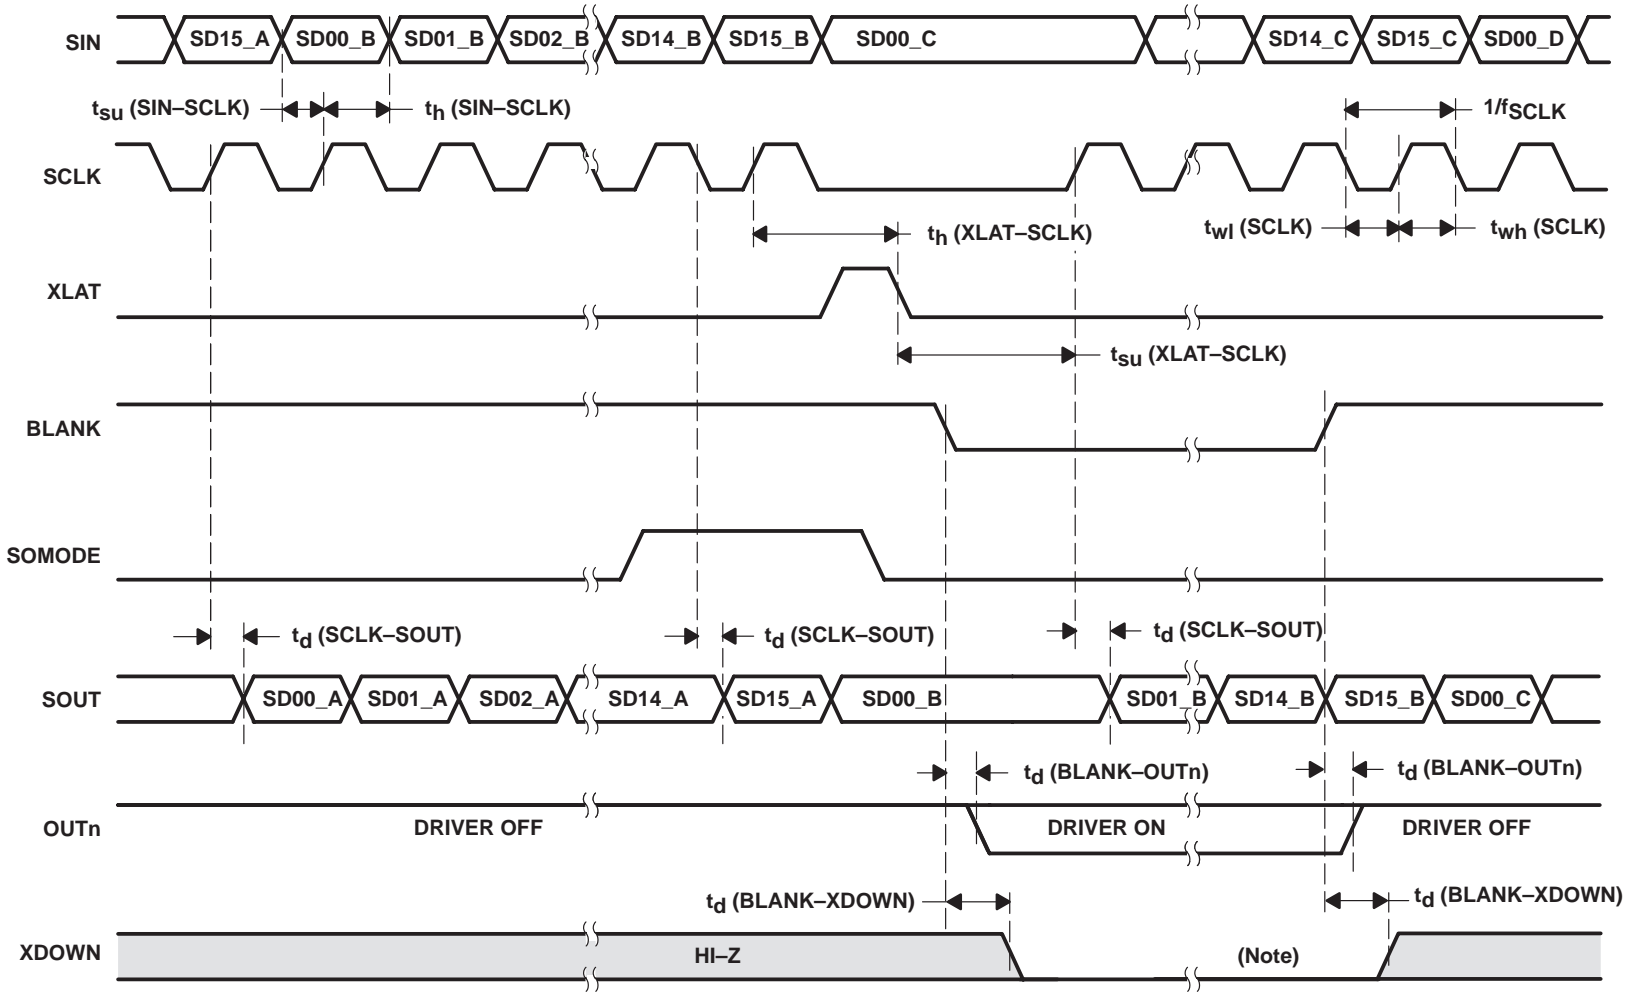 SIN
SD15_A SD00_B SD01_B SD02_B SD14_B SD15_B SD00_C SD14_C SD15_C SD00_D
tsu (SIN–SCLK) th (SIN–SCLK) 1/fSCLK
SCLK
th (XLAT–SCLK) twl (SCLK) twh (SCLK)
XLAT
tsu (XLAT–SCLK)
BLANK
SOMODE
td (SCLK–SOUT) td (SCLK–SOUT) td (SCLK–SOUT)
SOUT
SD00_A SD01_A SD02_A SD14_A SD15_A SD00_B SD01_B SD14_B SD15_B SD00_C
td (BLANK–OUTn) td (BLANK–OUTn)
OUTn
DRIVER OFF DRIVER ON DRIVER OFF
td (BLANK–XDOWN) td (BLANK–XDOWN)
XDOWN
HI–Z (Note)